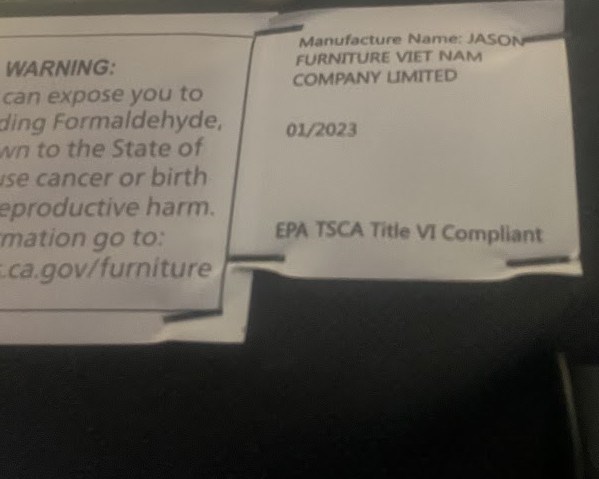 WARNING:
can expose you to
ding Formaldehyde,
wn to the State of
use cancer or birth
eproductive harm.
mation go to:
.ca.gov/furniture
Manufacture Name: JASON
FURNITURE VIET NAM
COMPANY LIMITED
01/2023
EPA TSCA Title VI Compliant